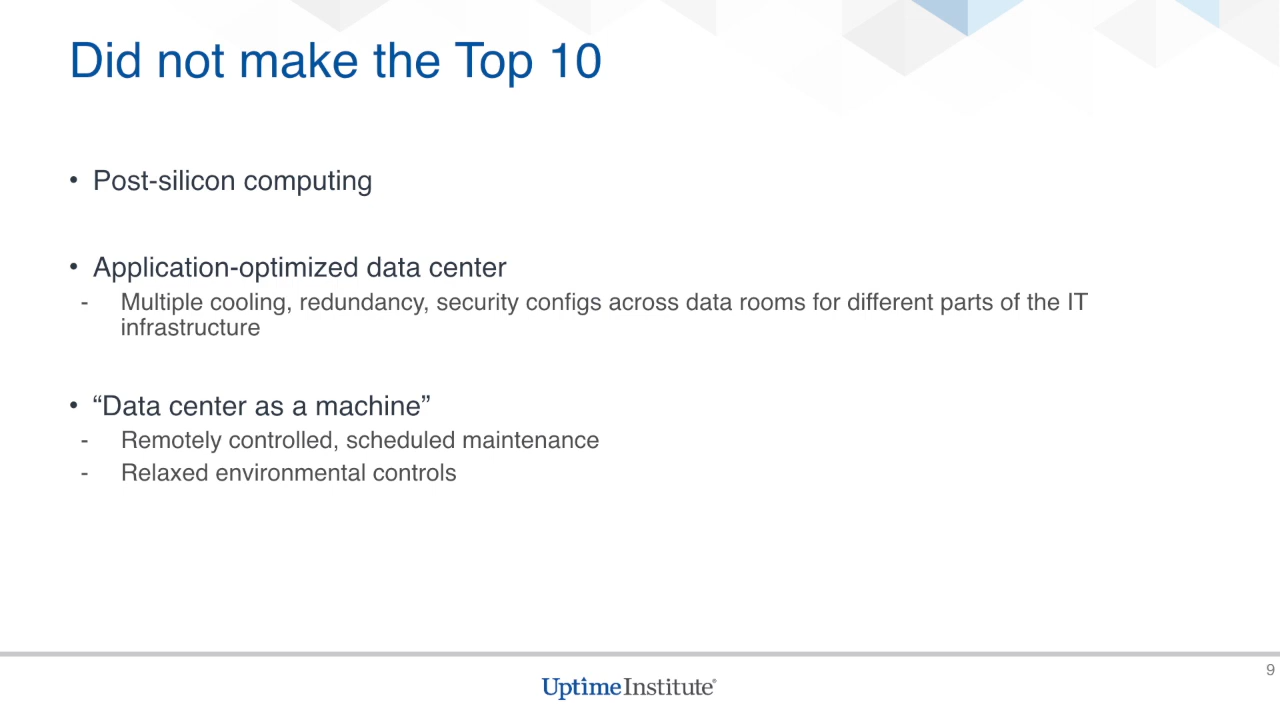 Did not make the Top 10
• Post-silicon computing
• Application-optimized data center
- Multiple cooling, redundancy, security configs across data rooms for different parts of the IT
infrastructure
• “Data center as a machine”
- Remotely controlled, scheduled maintenance
- Relaxed environmental controls
9
UptimeInstitute®